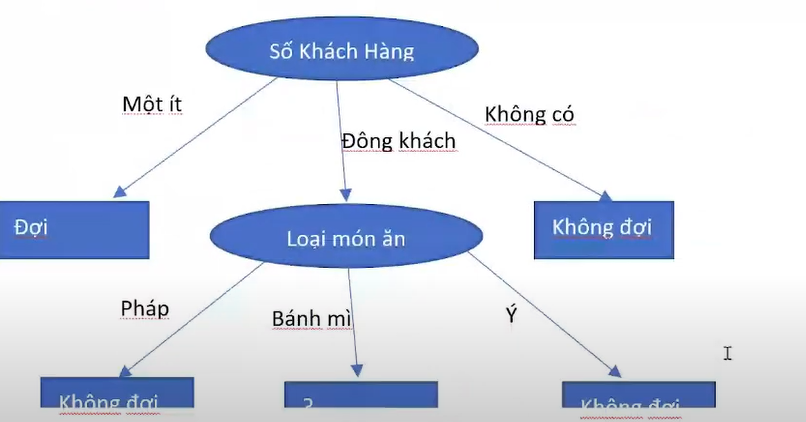 Số Khách Hàng
Một ít
Đông khách
Không có
Đợi
Loại món ăn
Không đợi
Pháp
Bánh mì
Ý
Không đợi
?
Không đợi